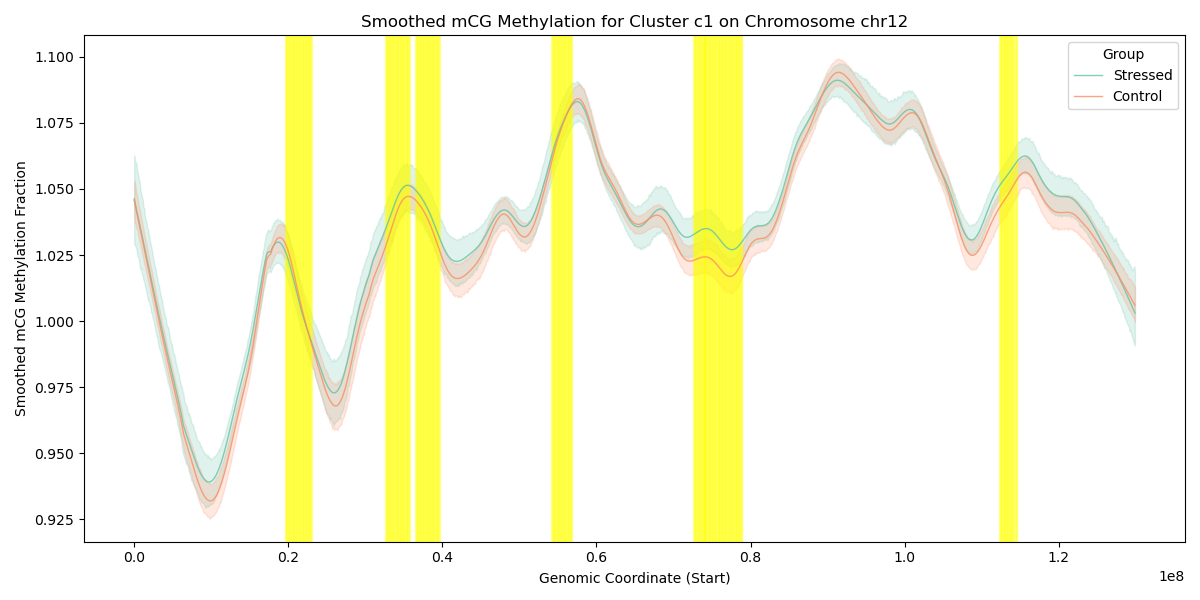 Smoothed mCG Methylation for Cluster c1 on Chromosome chr12
Smoothed mCG Methylation Fraction
1.100
1.075
1.050
1.025
1.000
0.975
0.950
0.925
Group
Stressed
Control
0.0
0.2
0.4
0.6
0.8
1.0
1.2
1e8
Genomic Coordinate (Start)